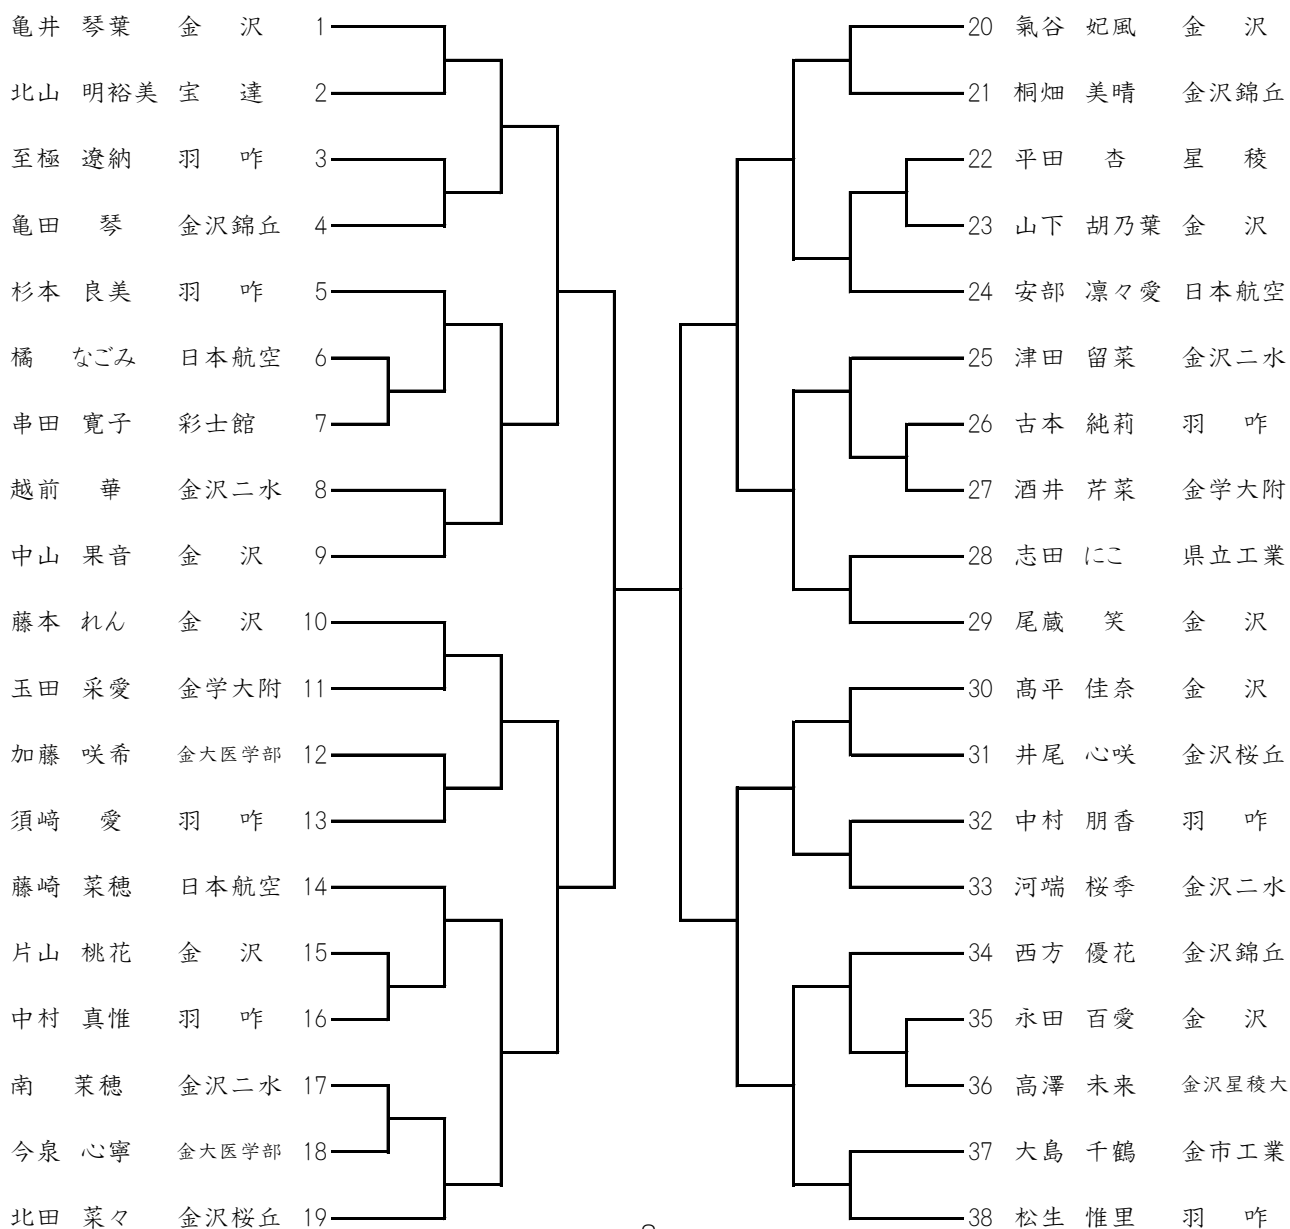 亀井 琴葉 金 沢 1
北山 明裕美 宝 達 2
至極 遼納 羽 咋 3
亀田 琴 金沢錦丘 4
杉本 良美 羽 咋 5
橘 なごみ 日本航空 6
串田 寛子 彩士館 7
越前 華 金沢二水 8
中山 果音 金 沢 9
藤本 れん 金 沢 10
玉田 采愛 金学大附 11
加藤 咲希 金大医学部 12
須﨑 愛 羽 咋 13
藤崎 菜穂 日本航空 14
片山 桃花 金 沢 15
中村 真惟 羽 咋 16
南 茉穂 金沢二水 17
今泉 心寧 金大医学部 18
北田 菜々 金沢桜丘 19
20 氣谷 妃風 金 沢
21 桐畑 美晴 金沢錦丘
22 平田 杏 星 稜
23 山下 胡乃葉 金 沢
24 安部 凛々愛 日本航空
25 津田 留菜 金沢二水
26 古本 純莉 羽 咋
27 酒井 芹菜 金学大附
28 志田 にこ 県立工業
29 尾蔵 笑 金 沢
30 髙平 佳奈 金 沢
31 井尾 心咲 金沢桜丘
32 中村 朋香 羽 咋
33 河端 桜季 金沢二水
34 西方 優花 金沢錦丘
35 永田 百愛 金 沢
36 高澤 未来 金沢星稜大
37 大島 千鶴 金市工業
38 松生 惟里 羽 咋